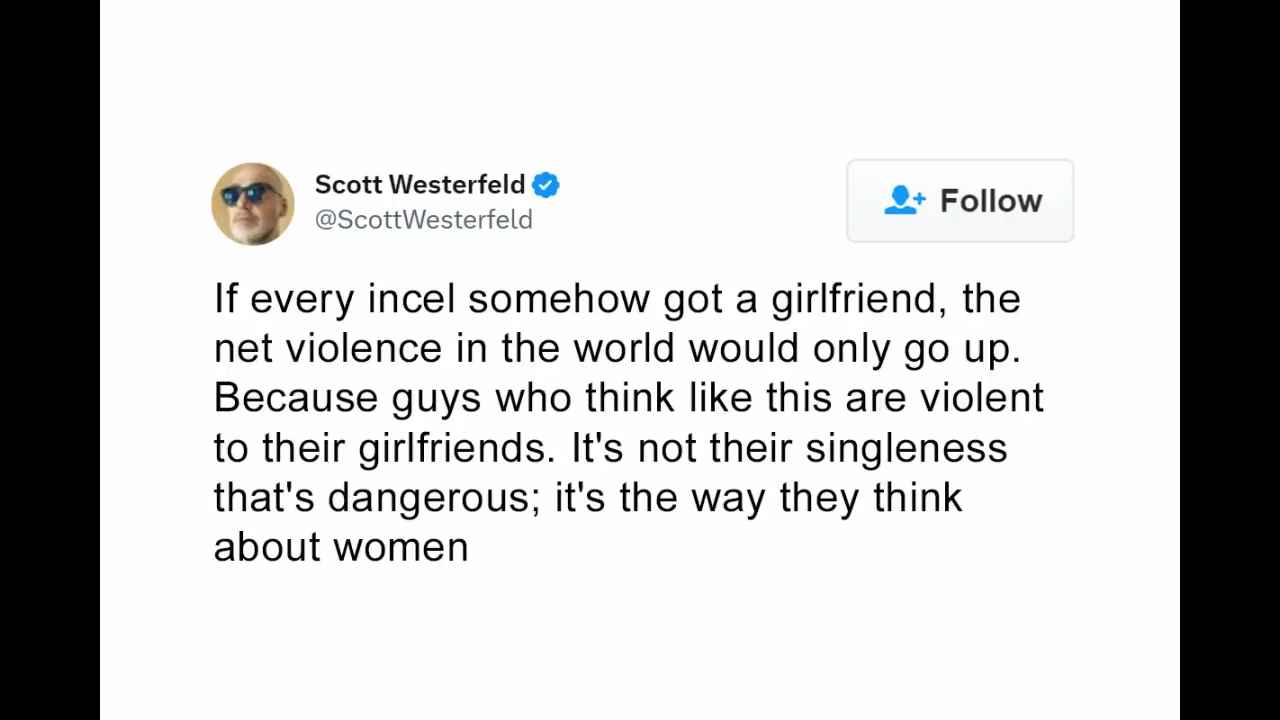 Scott Westerfeld
@ScottWesterfeld
Follow
If every incel somehow got a girlfriend, the
net violence in the world would only go up.
Because guys who think like this are violent
to their girlfriends. It's not their singleness
that's dangerous; it's the way they think
about women